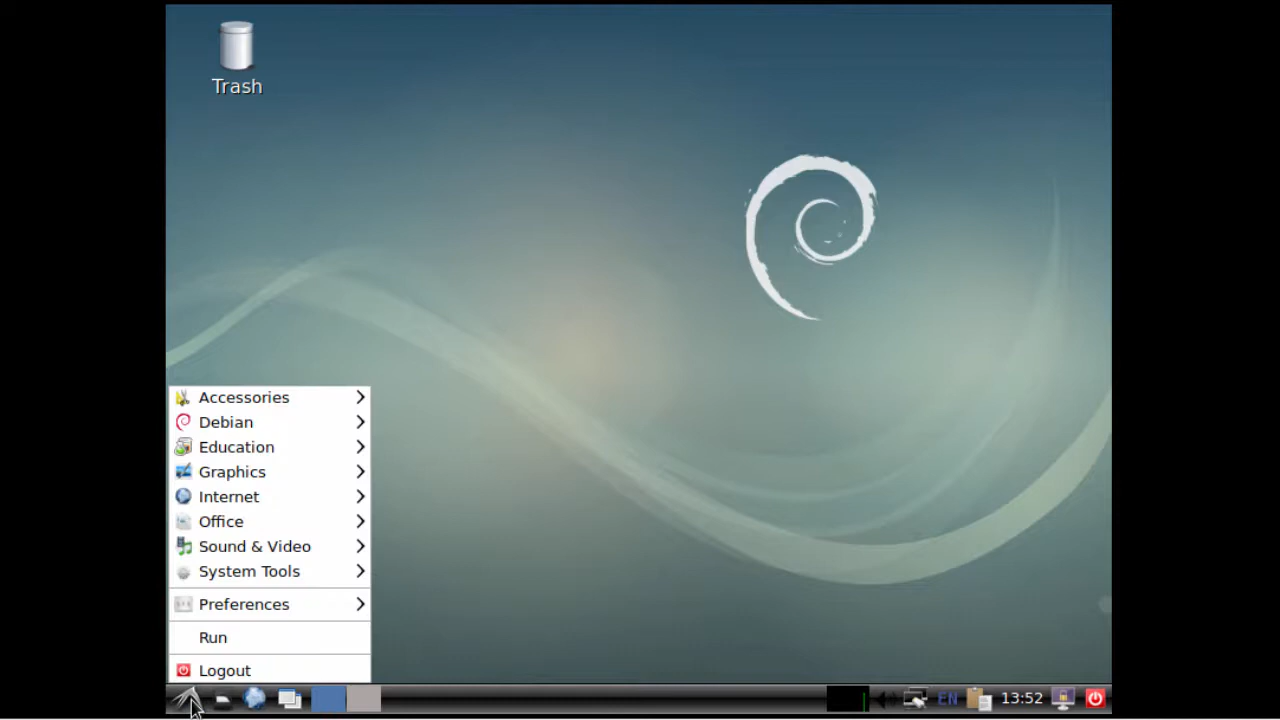 Trash
Accessories
Debian
Education
Graphics
Internet
Office
Sound & Video
System Tools
Preferences
Run
Logout
EN 13:52